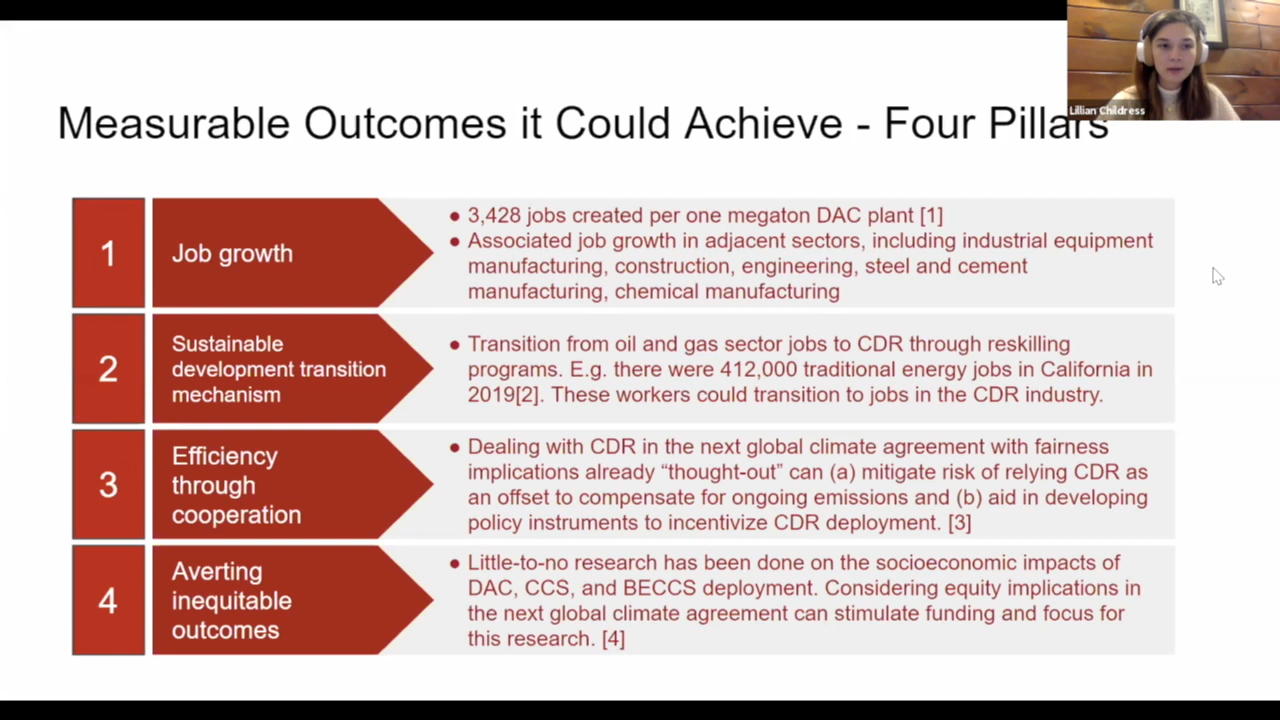 Lillian Childress
Measurable Outcomes it Could Achieve - Four Pillars
1
Job growth
● 3,428 jobs created per one megaton DAC plant [1]
● Associated job growth in adjacent sectors, including industrial equipment
manufacturing, construction, engineering, steel and cement
manufacturing, chemical manufacturing
2
Sustainable
development transition
mechanism
● Transition from oil and gas sector jobs to CDR through reskilling
programs. E.g. there were 412,000 traditional energy jobs in California in
2019[2]. These workers could transition to jobs in the CDR industry.
3
Efficiency
through
cooperation
● Dealing with CDR in the next global climate agreement with fairness
implications already “thought-out” can (a) mitigate risk of relying CDR as
an offset to compensate for ongoing emissions and (b) aid in developing
policy instruments to incentivize CDR deployment. [3]
4
Averting
inequitable
outcomes
● Little-to-no research has been done on the socioeconomic impacts of
DAC, CCS, and BECCS deployment. Considering equity implications in
the next global climate agreement can stimulate funding and focus for
this research. [4]